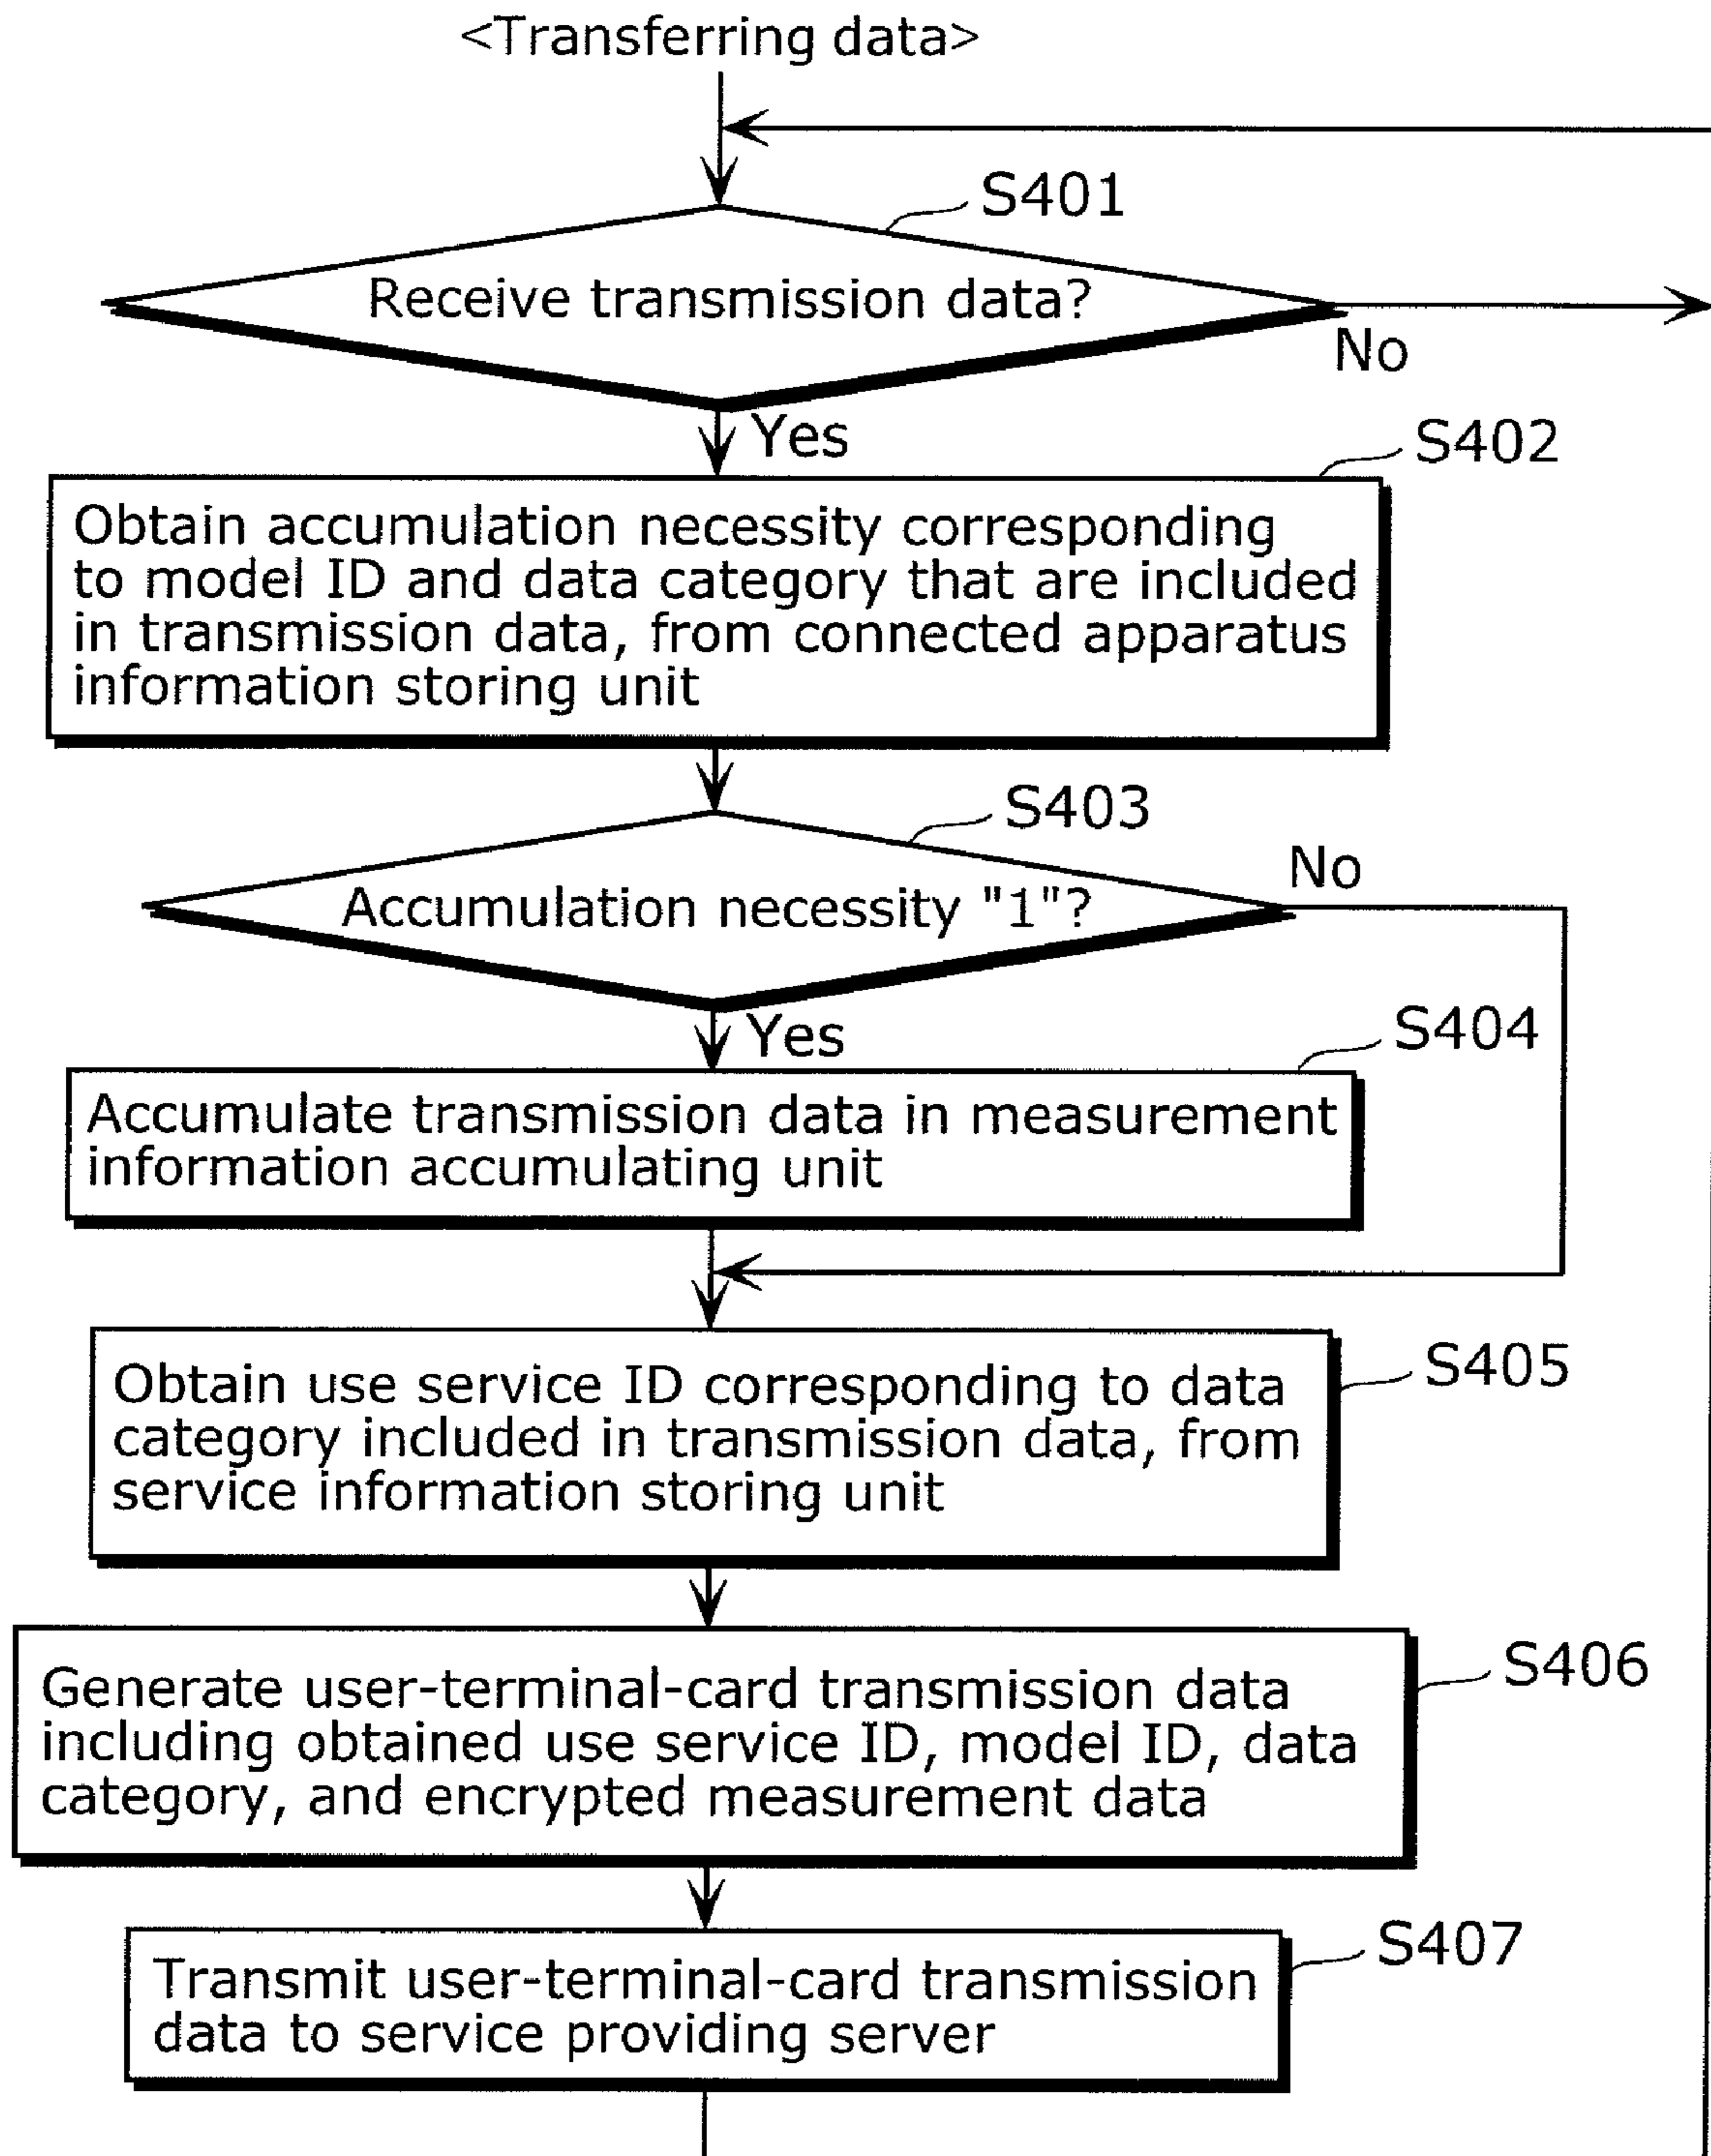 <Transferring data>
S401
Receive transmission data?
No
Yes
S402
Obtain accumulation necessity corresponding
to model ID and data category that are included
in transmission data, from connected apparatus
information storing unit
S403
No
Accumulation necessity "1"?
Yes
S404
Accumulate transmission data in measurement
information accumulating unit
S405
Obtain use service ID corresponding to data
category included in transmission data, from
service information storing unit
S406
Generate user-terminal-card transmission data
including obtained use service ID, model ID, data
category, and encrypted measurement data
S407
Transmit user-terminal-card transmission
data to service providing server